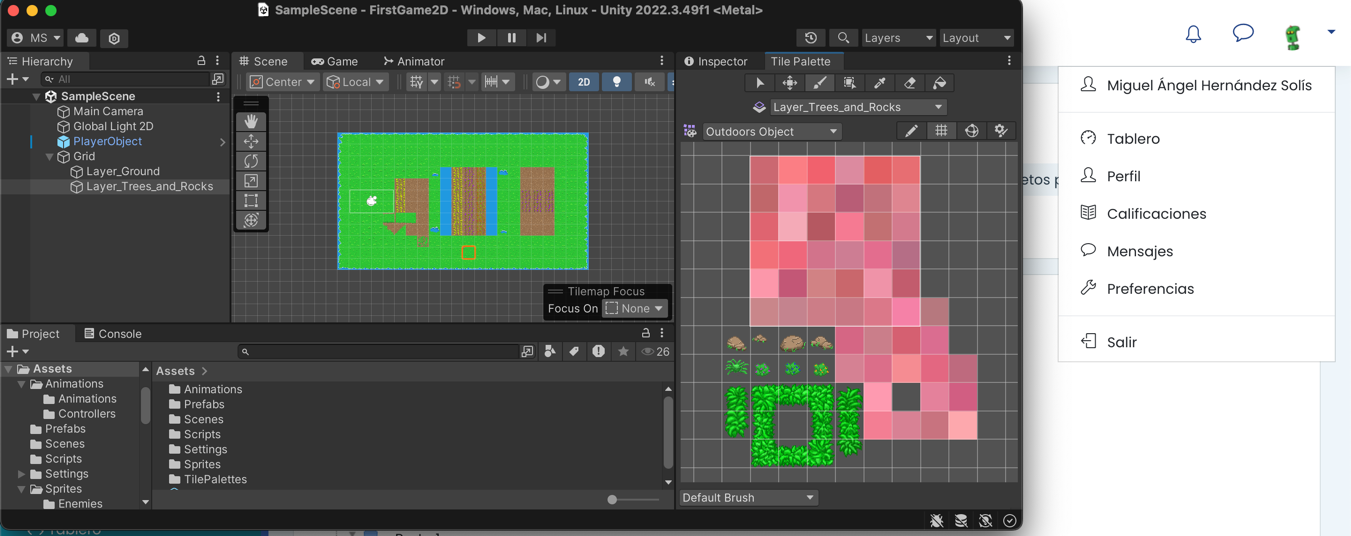 SampleScene - FirstGame2D - Windows, Mac, Linux - Unity 2022.3.49f1 <Metal>
MS
Layers
Layout
Hierarchy
Scene
Game
Animator
Inspector
Tile Palette
All
Center
Local
2D
SampleScene
Main Camera
Global Light 2D
PlayerObject
Grid
Layer_Ground
Layer_Trees_and_Rocks
Layer_Trees_and_Rocks
Outdoors Object
Tilemap Focus
Focus On
None
Default Brush
Project
Console
26
Assets
Animations
Animations
Controllers
Prefabs
Scenes
Scripts
Settings
Sprites
Enemies
Assets
Animations
Prefabs
Scenes
Scripts
Settings
Sprites
TilePalettes
Miguel Ángel Hernández Solís
Tablero
Perfil
Calificaciones
Mensajes
Preferencias
Salir
etos p